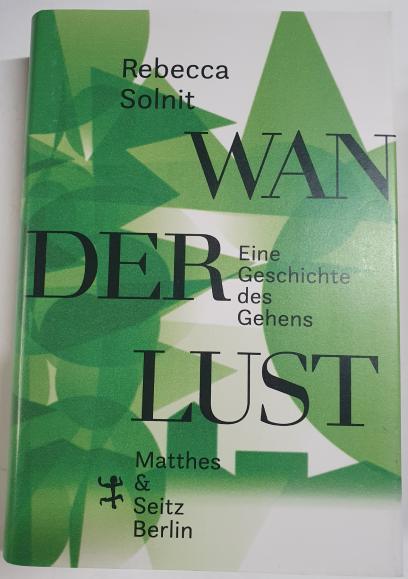 Rebecca
Solnit
WAN
DER
Eine
Geschichte
des
Gehens
LUST
Matthes
&
Seitz
Berlin